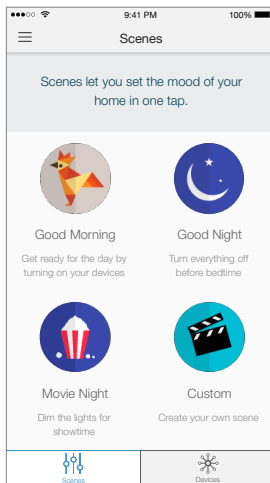 9:41 PM 100%
Scenes
Scenes let you set the mood of your
home in one tap.
Good Morning Good Night
Get ready for the day by Turn everything off
turning on your devices before bedtime
Movie Night Custom
Dim the lights for Create your own scene
showtime
Scenes Devices